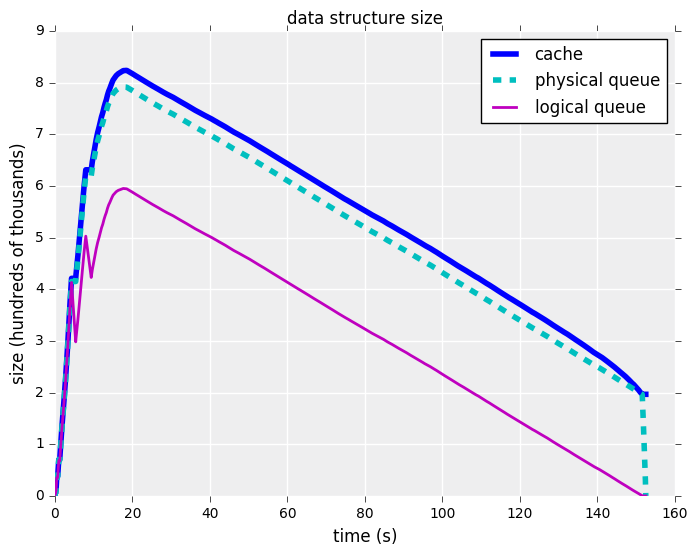 data structure size
9
8
7
6
5
4
3
2
1
0
size (hundreds of thousands)
cache
physical queue
logical queue
0 20 40 60 80 100 120 140 160
time (s)